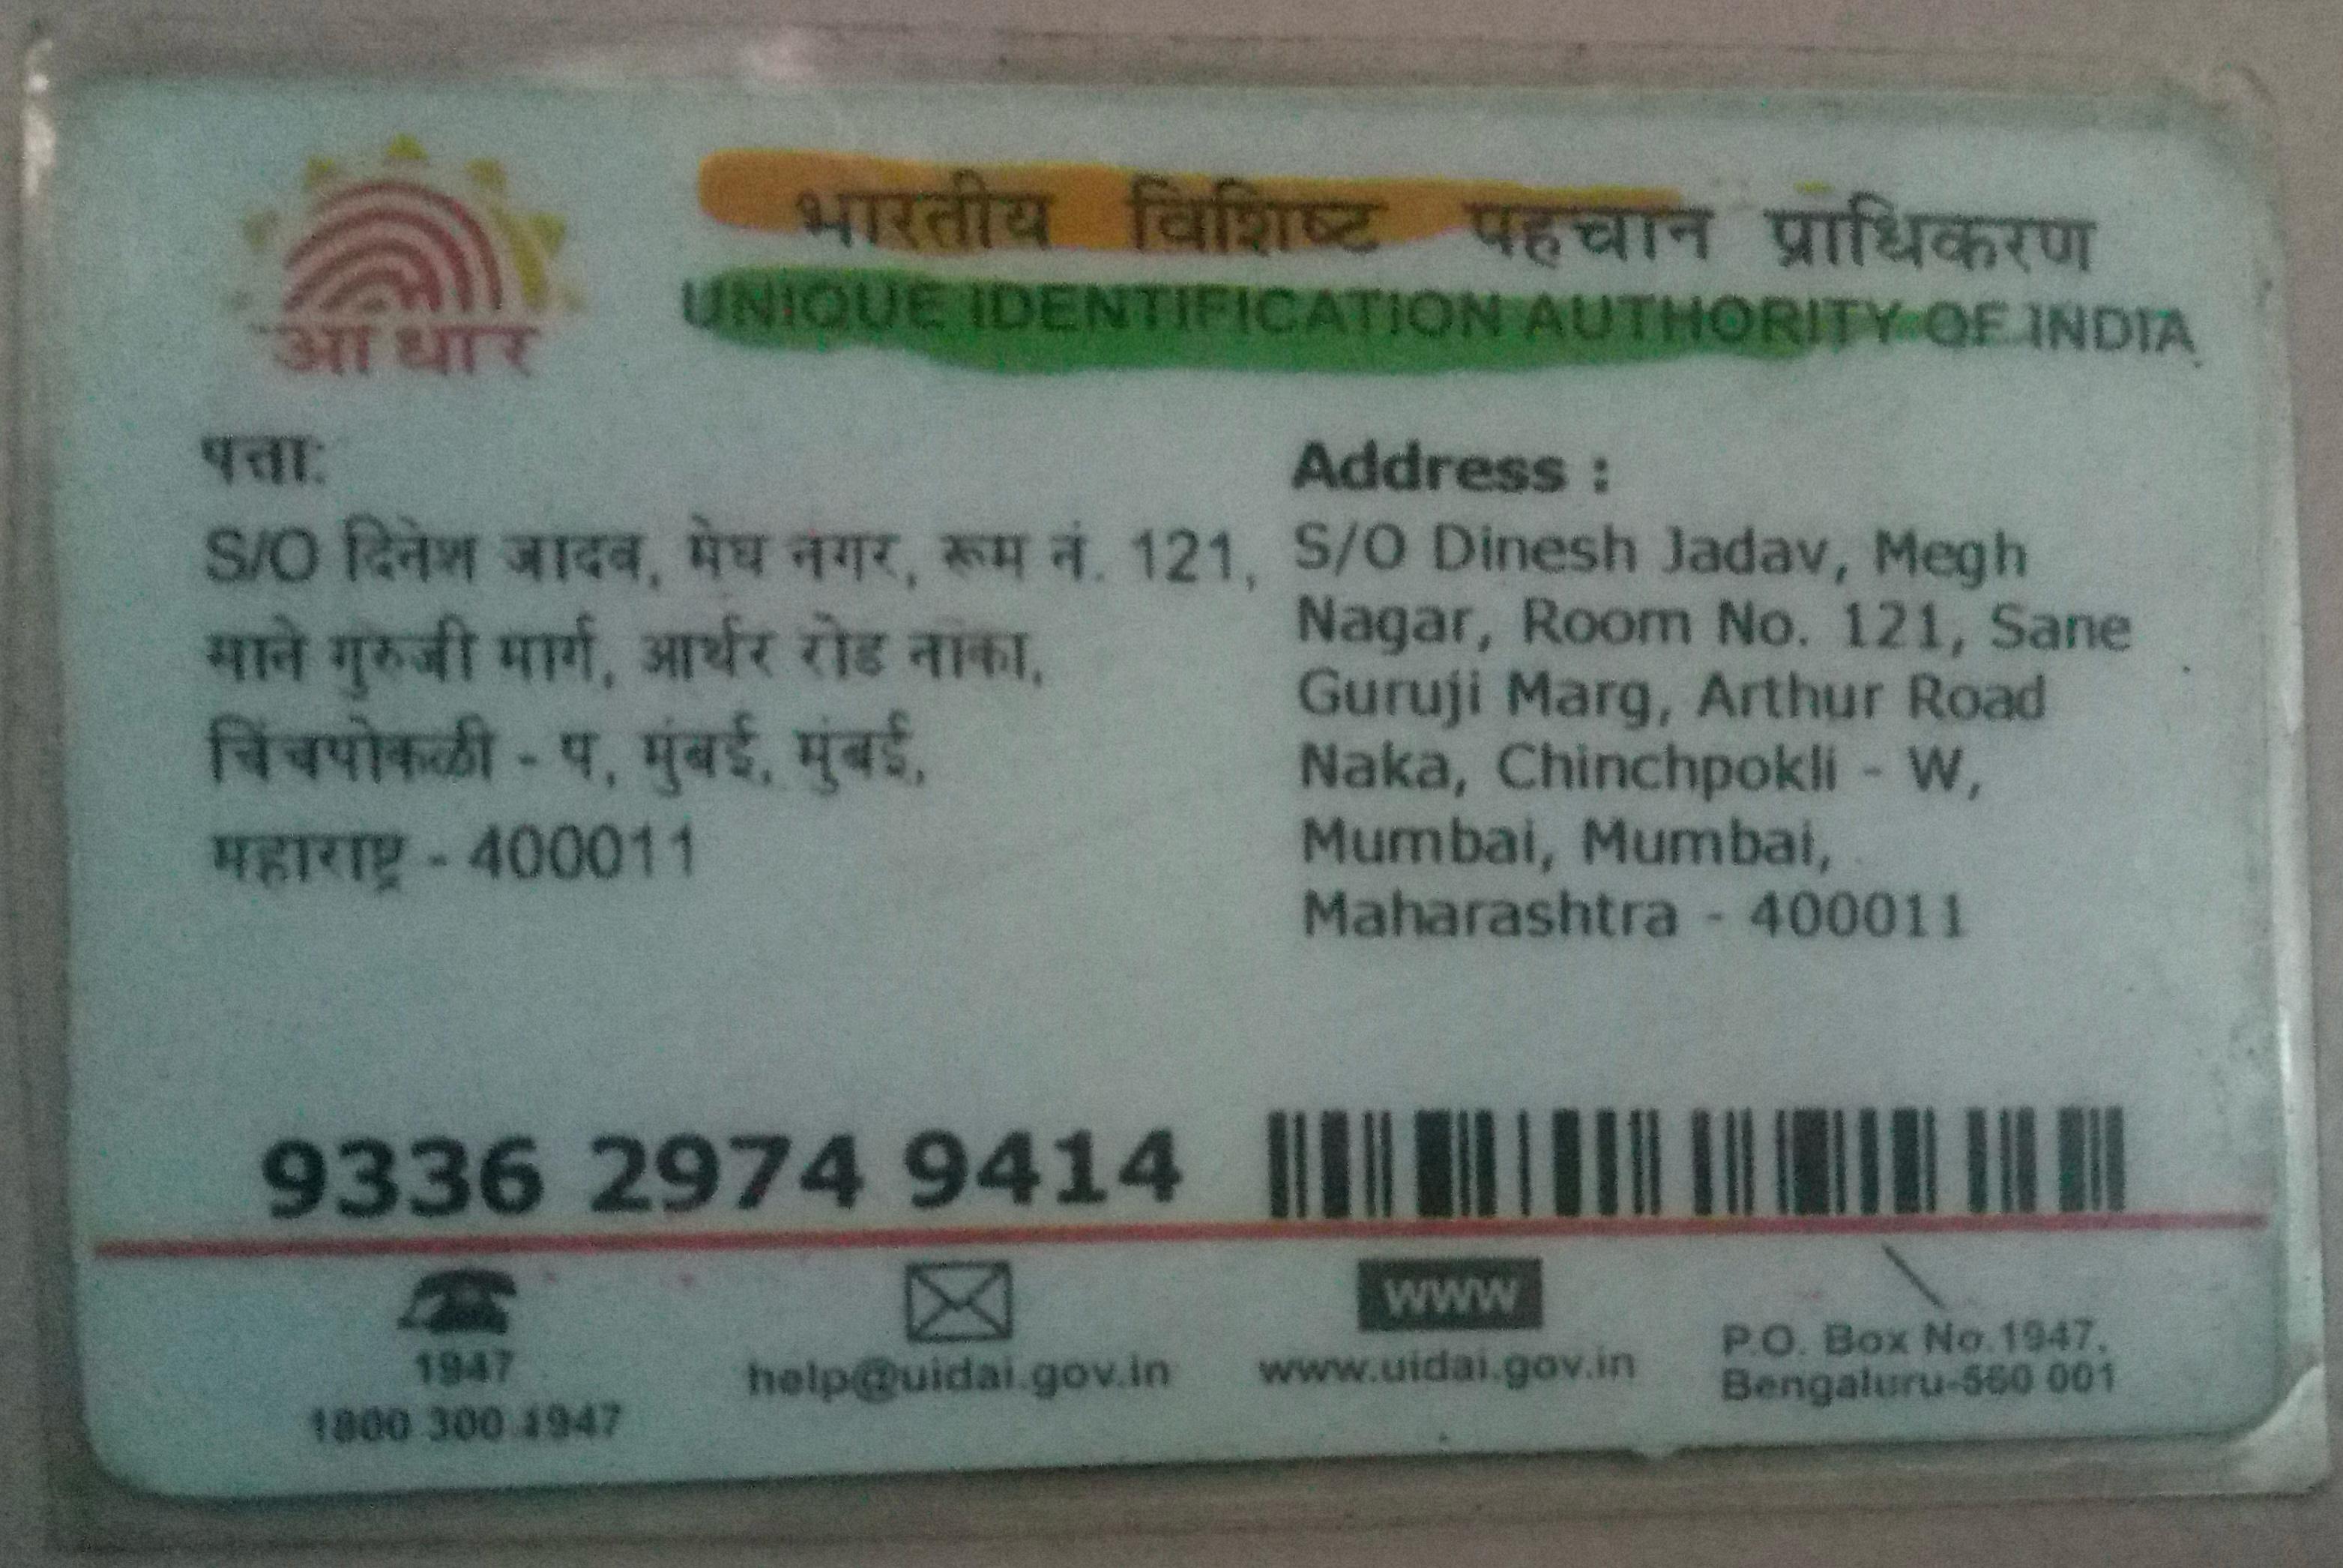 आधार
भारतीय विशिष्ट पहचान प्राधिकरण
UNIQUE IDENTIFICATION AUTHORITY OF INDIA
पत्ता:
S/O दिनेश जादव, मेघ नगर, रूम नं. 121,
साने गुरुजी मार्ग, आर्थर रोड नाका,
चिंचपोकळी - प, मुंबई, मुंबई,
महाराष्ट्र - 400011
Address :
S/O Dinesh Jadav, Megh
Nagar, Room No. 121, Sane
Guruji Marg, Arthur Road
Naka, Chinchpokli - W,
Mumbai, Mumbai,
Maharashtra - 400011
9336 2974 9414
1947
1800 300 1947
help@uidai.gov.in
www
www.uidai.gov.in
P.O. Box No.1947,
Bengaluru-560 001